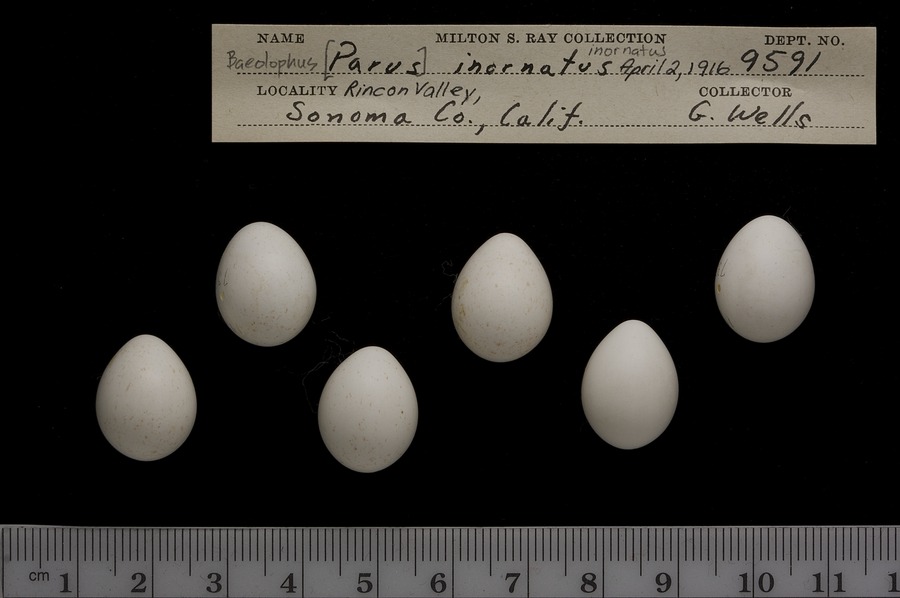 NAME MILTON S. RAY COLLECTION DEPT. NO.
inornatus
Baeolophus [Parus] inornatus April 2, 1916 9591
LOCALITY Rincon Valley, COLLECTOR
Sonoma Co., Calif. G. Wells
cm 1 2 3 4 5 6 7 8 9 10 11 1